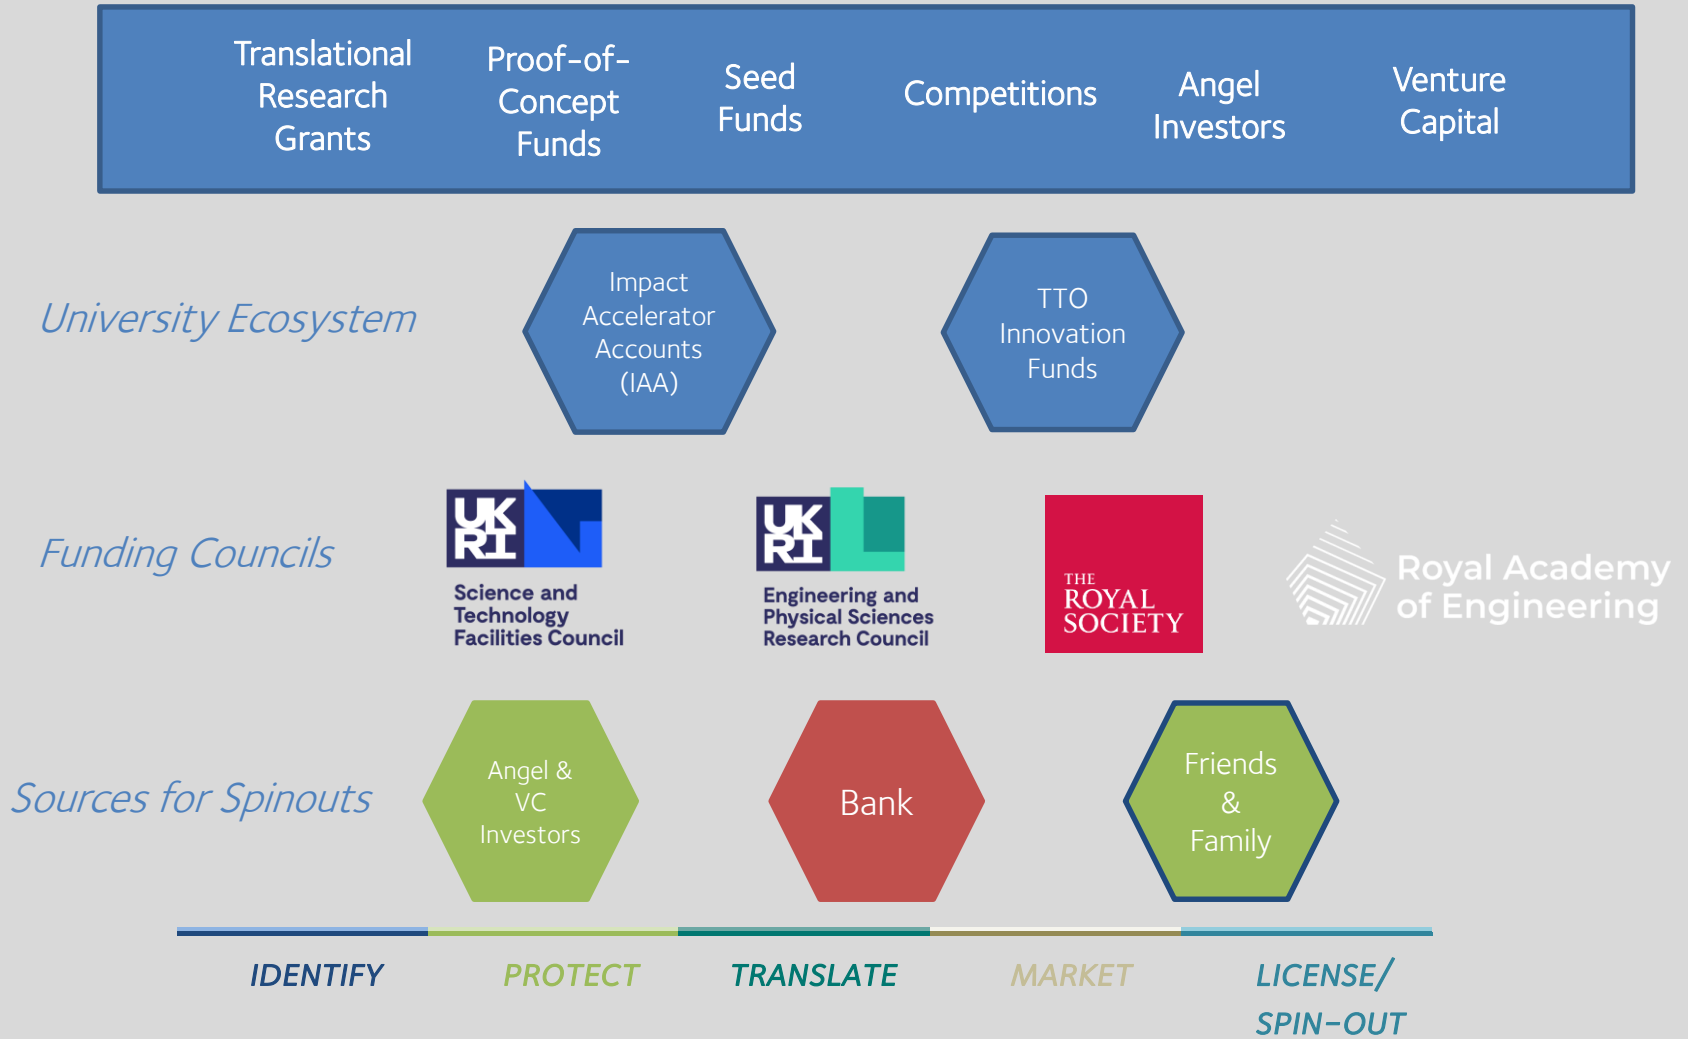 Translational
Research
Grants
Proof-of-
Concept
Funds
Seed
Funds
Competitions
Angel
Investors
Venture
Capital
University Ecosystem
Impact
Accelerator
Accounts
(IAA)
TTO
Innovation
Funds
Funding Councils
UK
RI
Science and
Technology
Facilities Council
UK
RI
Engineering and
Physical Sciences
Research Council
THE
ROYAL
SOCIETY
Royal Academy
of Engineering
Sources for Spinouts
Angel &
VC
Investors
Bank
Friends
&
Family
IDENTIFY
PROTECT
TRANSLATE
MARKET
LICENSE/
SPIN-OUT